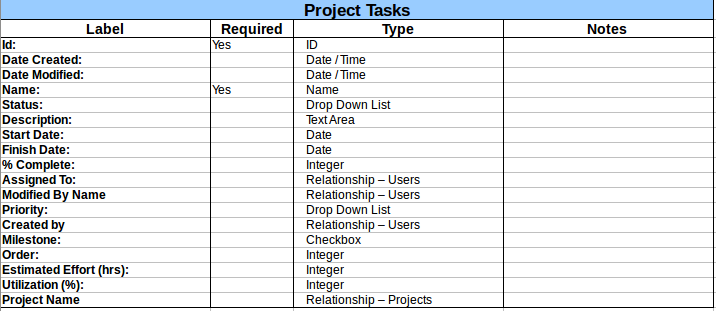 Project Tasks
Label Required Type Notes
Id: Yes ID
Date Created: Date / Time
Date Modified: Date / Time
Name: Yes Name
Status: Drop Down List
Description: Text Area
Start Date: Date
Finish Date: Date
% Complete: Integer
Assigned To: Relationship – Users
Modified By Name Relationship – Users
Priority: Drop Down List
Created by Relationship – Users
Milestone: Checkbox
Order: Integer
Estimated Effort (hrs): Integer
Utilization (%): Integer
Project Name Relationship – Projects